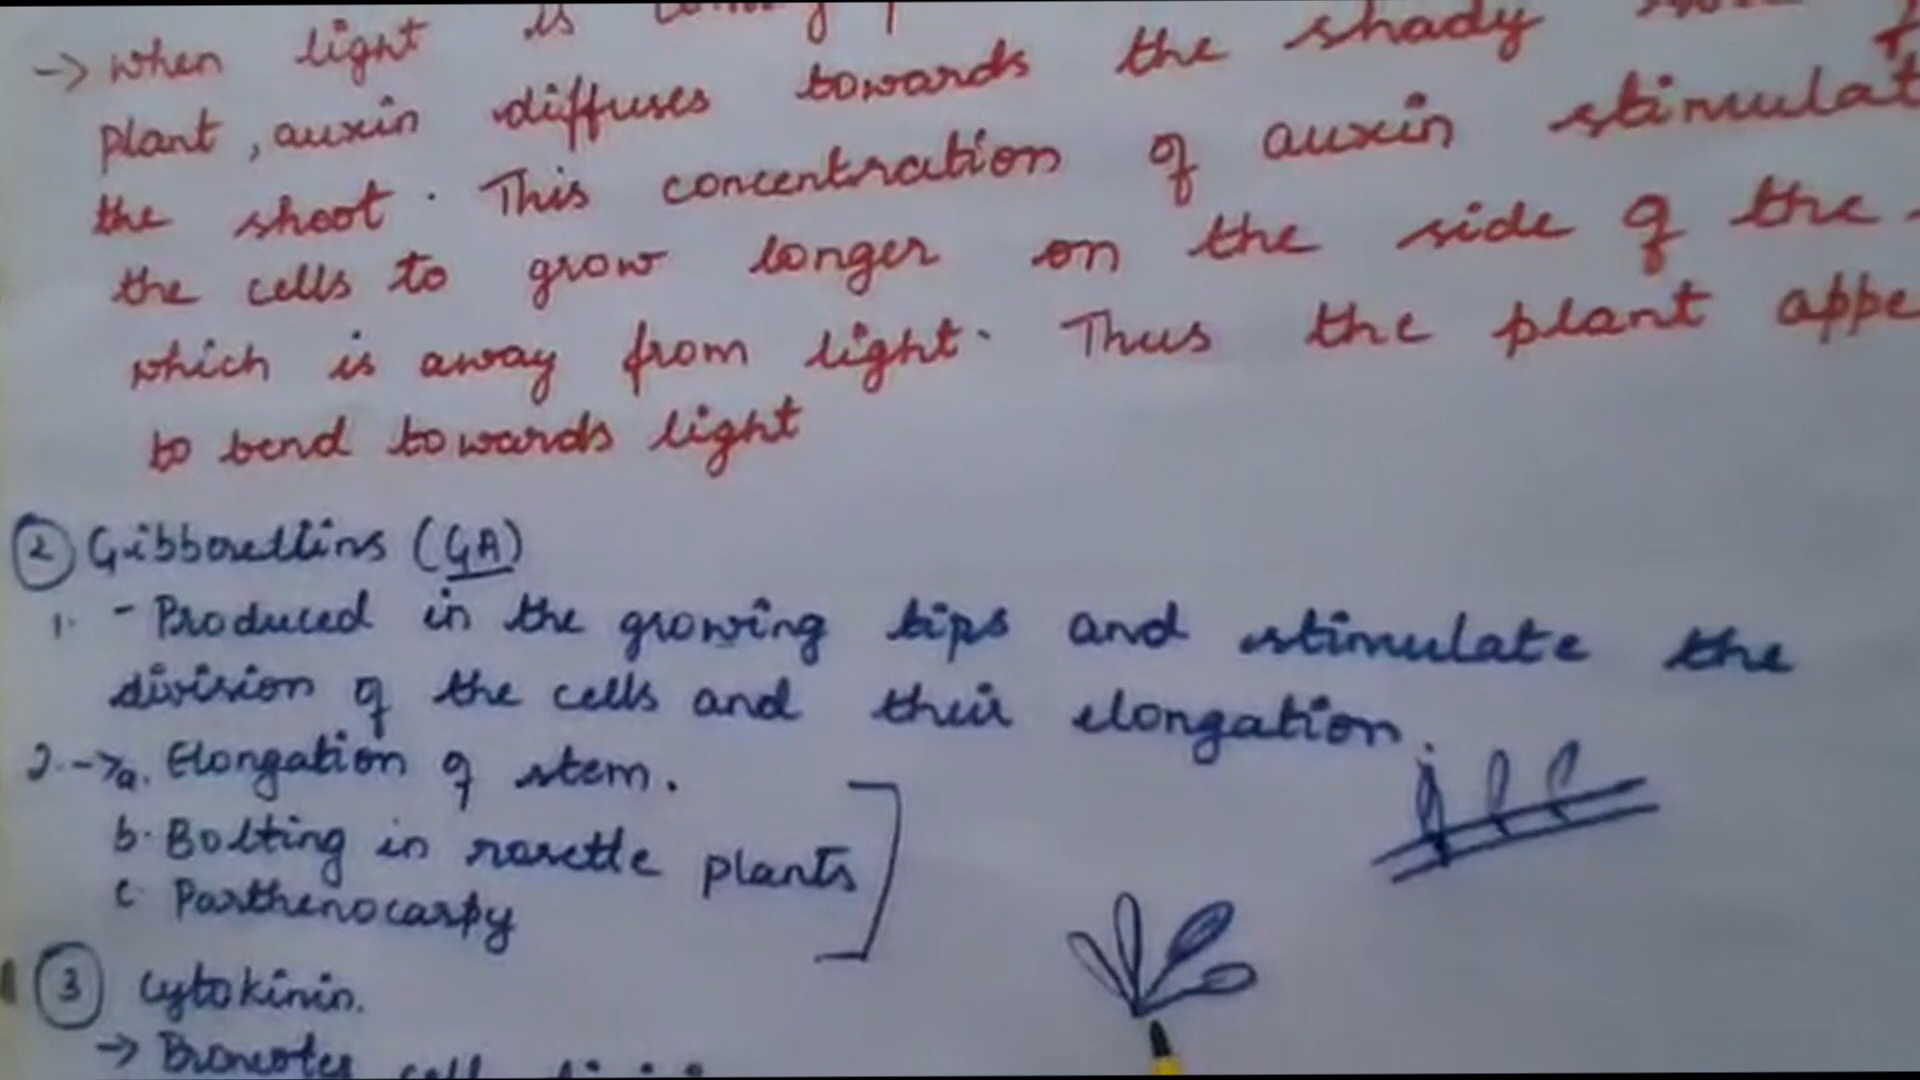 → when light is
plant, auxin diffuses towards the shady
the shoot. This concentration of auxin stimulat
the cells to grow longer on the side of the
which is away from light. Thus the plant appe
to bend towards light
② Gibborellins (GA)
1. - Produced in the growing tips and stimulate the
division of the cells and their elongation.
2. → a. Elongation of stem.
b. Bolting in rosette plants
c. Parthenocarpy
③ Cytokinin.
→ Promotes cell